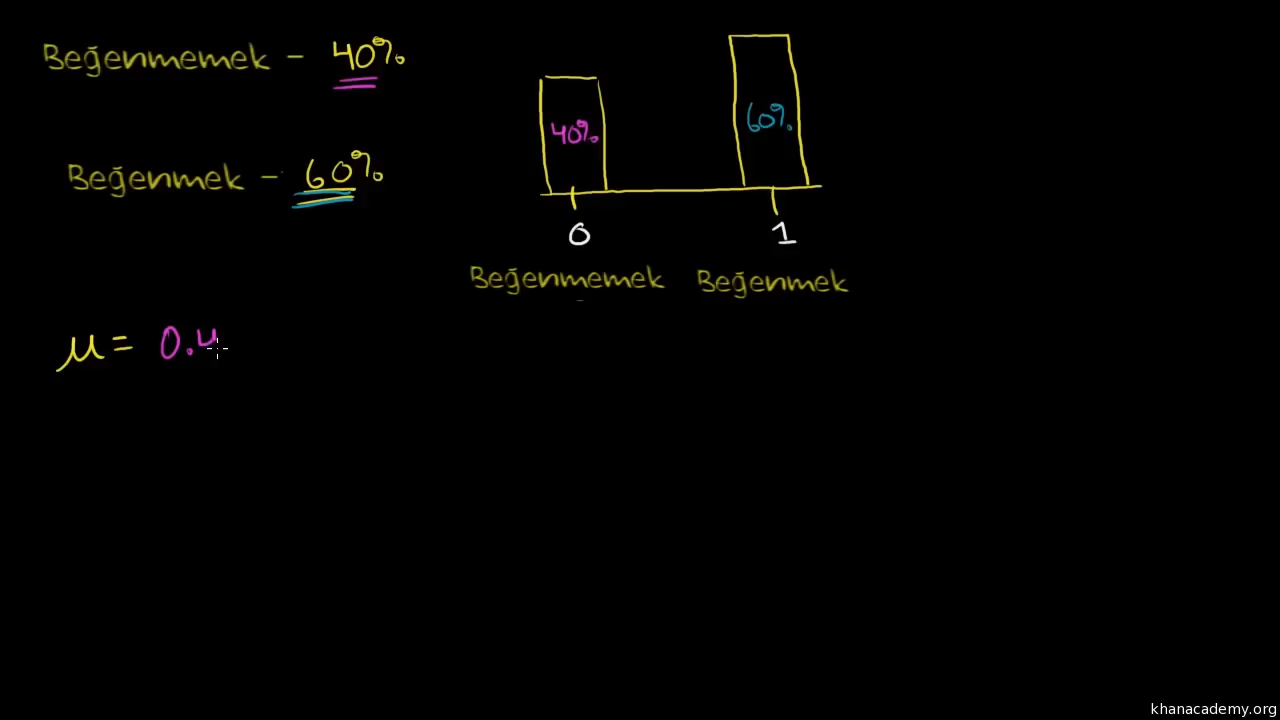 Beğenmemek - 40%
Beğenmek - 60%
40%
60%
0 1
Beğenmemek Beğenmek
μ = 0.4
khanacademy.org